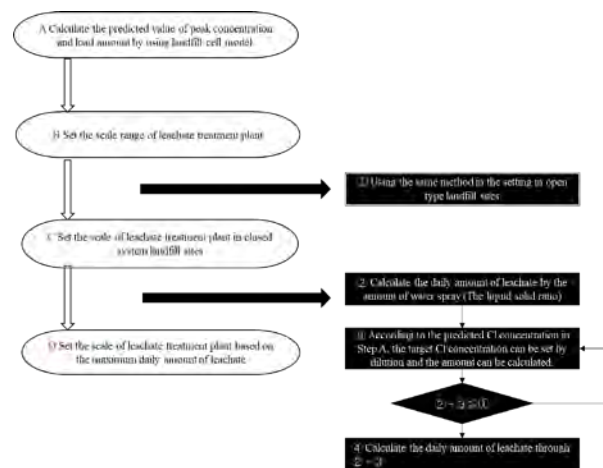 A Calculate the predicted value of peak concentration
and load amount by using landfill cell model.
B Set the scale range of leachate treatment plant
① Using the same method in the setting in open
type landfill sites
C Set the scale of leachate treatment plant in closed
system landfill sites
② Calculate the daily amount of leachate by the
amount of water spray (The liquid solid ratio)
D Set the scale of leachate treatment plant based on
the maximum daily amount of leachate
According to the predicted Cl concentration in
Step A, the target Cl concentration can be set by
dilution and the amount can be calculated.
④ Calculate the daily amount of leachate through